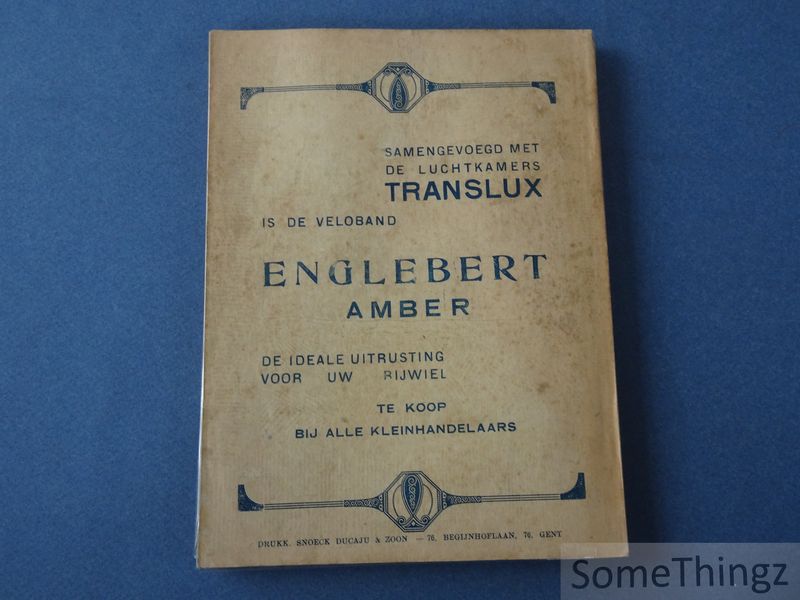 SAMENGEVOEGD MET
DE LUCHTKAMERS
TRANSLUX
IS DE VELOBAND
ENGLEBERT
AMBER
DE IDEALE UITRUSTING
VOOR UW RIJWIEL
TE KOOP
BIJ ALLE KLEINHANDELAARS
DRUKK. SNOECK DUCAJU & ZOON — 76, BEGIJNHOFLAAN, 76, GENT
SomeThingz